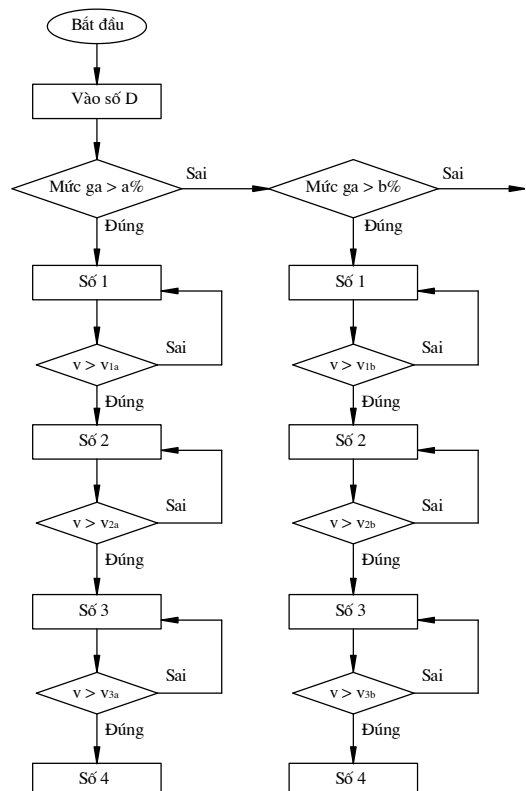 Bắt đầu
Vào số D
Mức ga > a%
Sai
Mức ga > b%
Sai
Đúng
Đúng
Số 1
Số 1
v > v1a
Sai
v > v1b
Sai
Đúng
Đúng
Số 2
Số 2
v > v2a
Sai
v > v2b
Sai
Đúng
Đúng
Số 3
Số 3
v > v3a
Sai
v > v3b
Sai
Đúng
Đúng
Số 4
Số 4